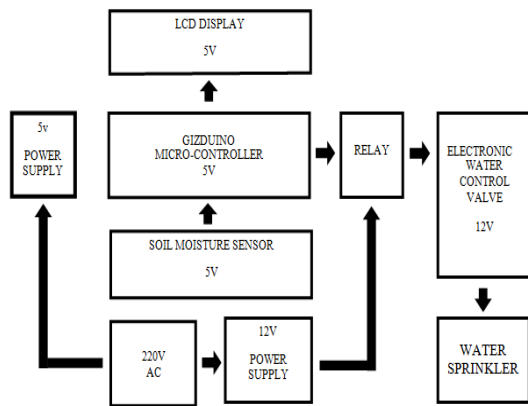 LCD DISPLAY
5V
5v
POWER
SUPPLY
GIZDUINO
MICRO-CONTROLLER
5V
RELAY
ELECTRONIC
WATER
CONTROL
VALVE
12V
SOIL MOISTURE SENSOR
5V
220V
AC
12V
POWER
SUPPLY
WATER
SPRINKLER